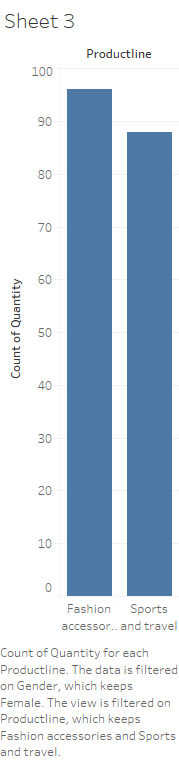 Sheet 3
Productline
100
90
80
70
60
50
40
30
20
10
0
Count of Quantity
Fashion
accessor..
Sports
and travel
Count of Quantity for each
Productline. The data is filtered
on Gender, which keeps
Female. The view is filtered on
Productline, which keeps
Fashion accessories and Sports
and travel.